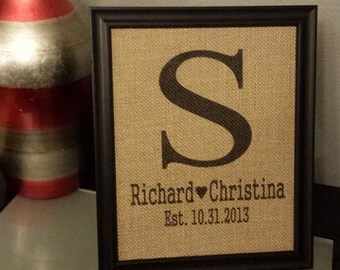 S
Richard♥Christina
Est. 10.31.2013